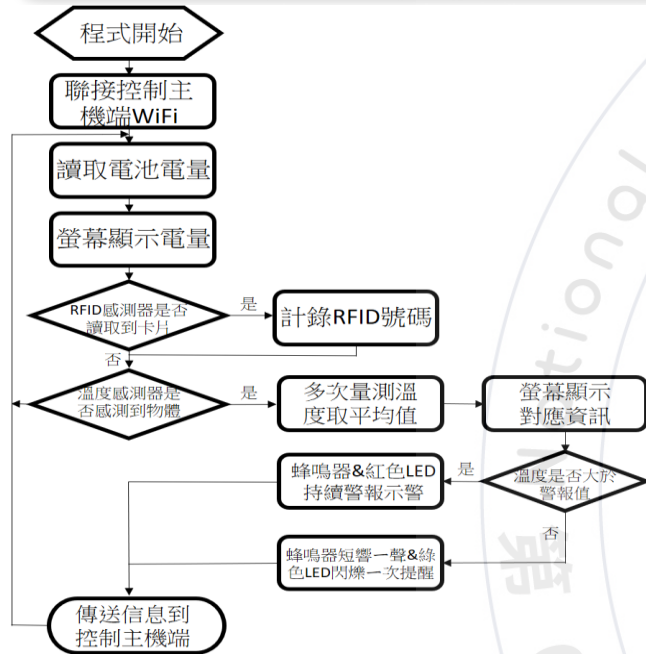 程式開始
聯接控制主
機端WiFi
讀取電池電量
螢幕顯示電量
RFID感測器是否
讀取到卡片
是
計錄RFID號碼
否
溫度感測器是
否感測到物體
是
多次量測溫
度取平均值
螢幕顯示
對應資訊
溫度是否大於
警報值
是
蜂鳴器&紅色LED
持續警報示警
否
蜂鳴器短響一聲&綠
色LED閃爍一次提醒
傳送信息到
控制主機端
ational
第